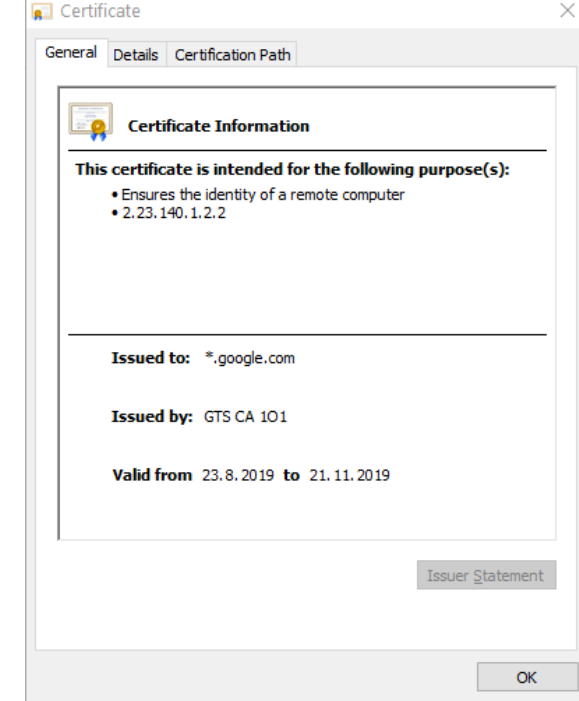 Certificate
General Details Certification Path
Certificate Information
This certificate is intended for the following purpose(s):
• Ensures the identity of a remote computer
• 2.23.140.1.2.2
Issued to: *.google.com
Issued by: GTS CA 1O1
Valid from 23.8.2019 to 21.11.2019
Issuer Statement
OK